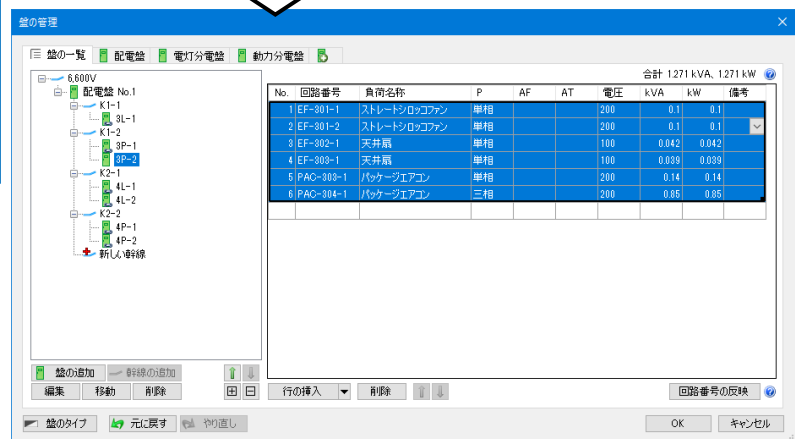 盤の管理
盤の一覧 配電盤 電灯分電盤 動力分電盤
合計 1.271 kVA、1.271 kW
6,600V
配電盤 No.1
K1-1
3L-1
K1-2
3P-1
3P-2
K2-1
4L-1
4L-2
K2-2
4P-1
4P-2
新しい幹線
No. 回路番号 負荷名称 P AF AT 電圧 kVA kW 備考
1 EF-301-1 ストレートシロッコファン 単相 200 0.1 0.1
2 EF-301-2 ストレートシロッコファン 単相 200 0.1 0.1
3 EF-302-1 天井扇 単相 100 0.042 0.042
4 EF-303-1 天井扇 単相 100 0.039 0.039
5 PAC-303-1 パッケージエアコン 単相 200 0.14 0.14
6 PAC-304-1 パッケージエアコン 三相 200 0.85 0.85
盤の追加 幹線の追加
編集 移動 削除
行の挿入 削除 回路番号の反映
盤のタイプ 元に戻す やり直し OK キャンセル